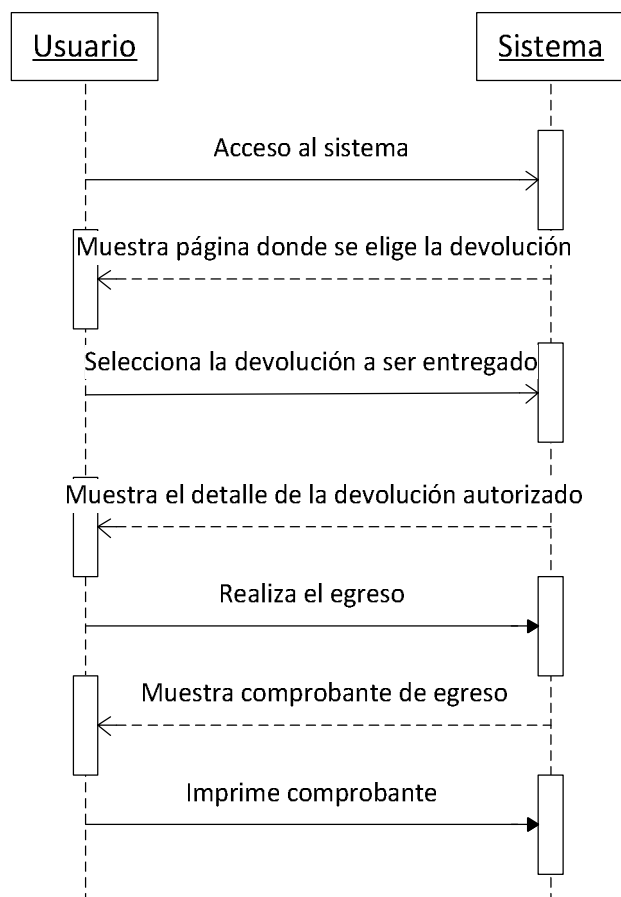 Usuario
Sistema
Acceso al sistema
Muestra página donde se elige la devolución
Selecciona la devolución a ser entregado
Muestra el detalle de la devolución autorizado
Realiza el egreso
Muestra comprobante de egreso
Imprime comprobante